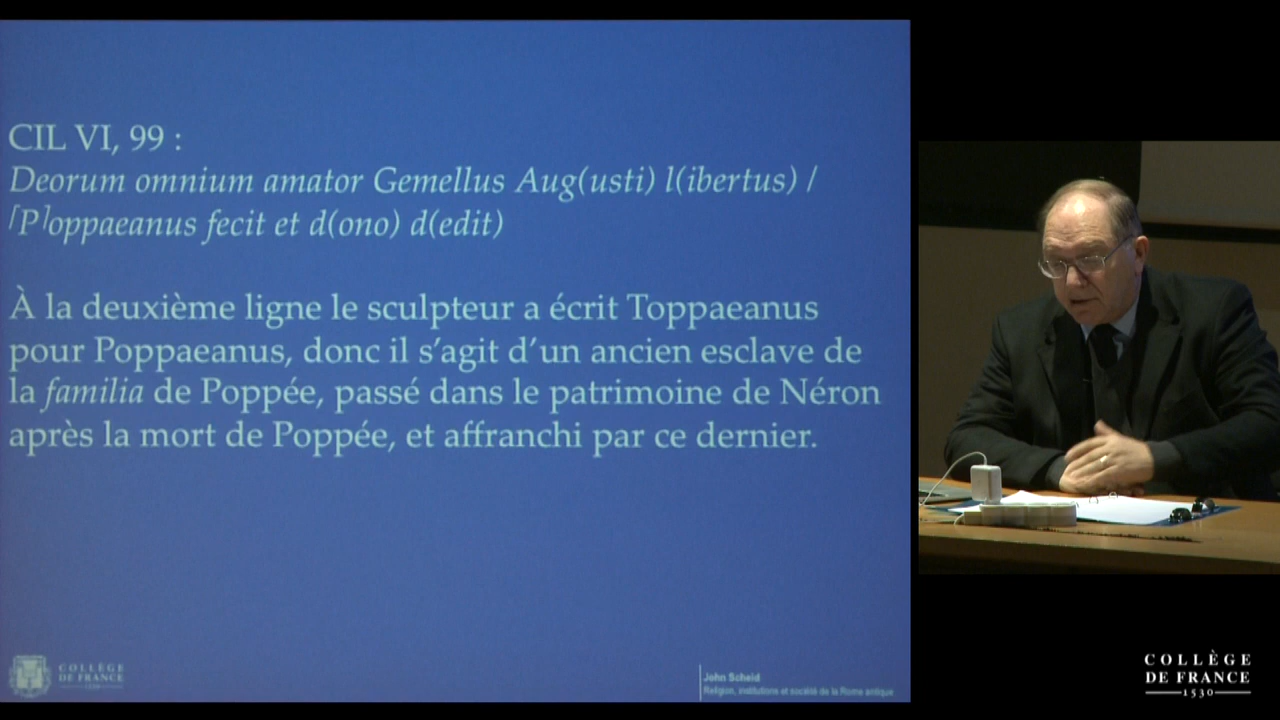 CIL VI, 99 :
Deorum omnium amator Gemellus Aug(usti) l(ibertus) /
⌈P⌉oppaeanus fecit et d(ono) d(edit)
À la deuxième ligne le sculpteur a écrit Toppaeanus
pour Poppaeanus, donc il s’agit d’un ancien esclave de
la familia de Poppée, passé dans le patrimoine de Néron
après la mort de Poppée, et affranchi par ce dernier.
COLLÈGE
DE FRANCE
1530
John Scheid
Religion, institutions et société de la Rome antique
COLLÈGE
DE FRANCE
1530